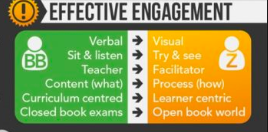 ! EFFECTIVE ENGAGEMENT
Verbal → Visual
Sit & listen → Try & see
Teacher → Facilitator
BB Z
Content (what) → Process (how)
Curriculum centred → Learner centric
Closed book exams → Open book world